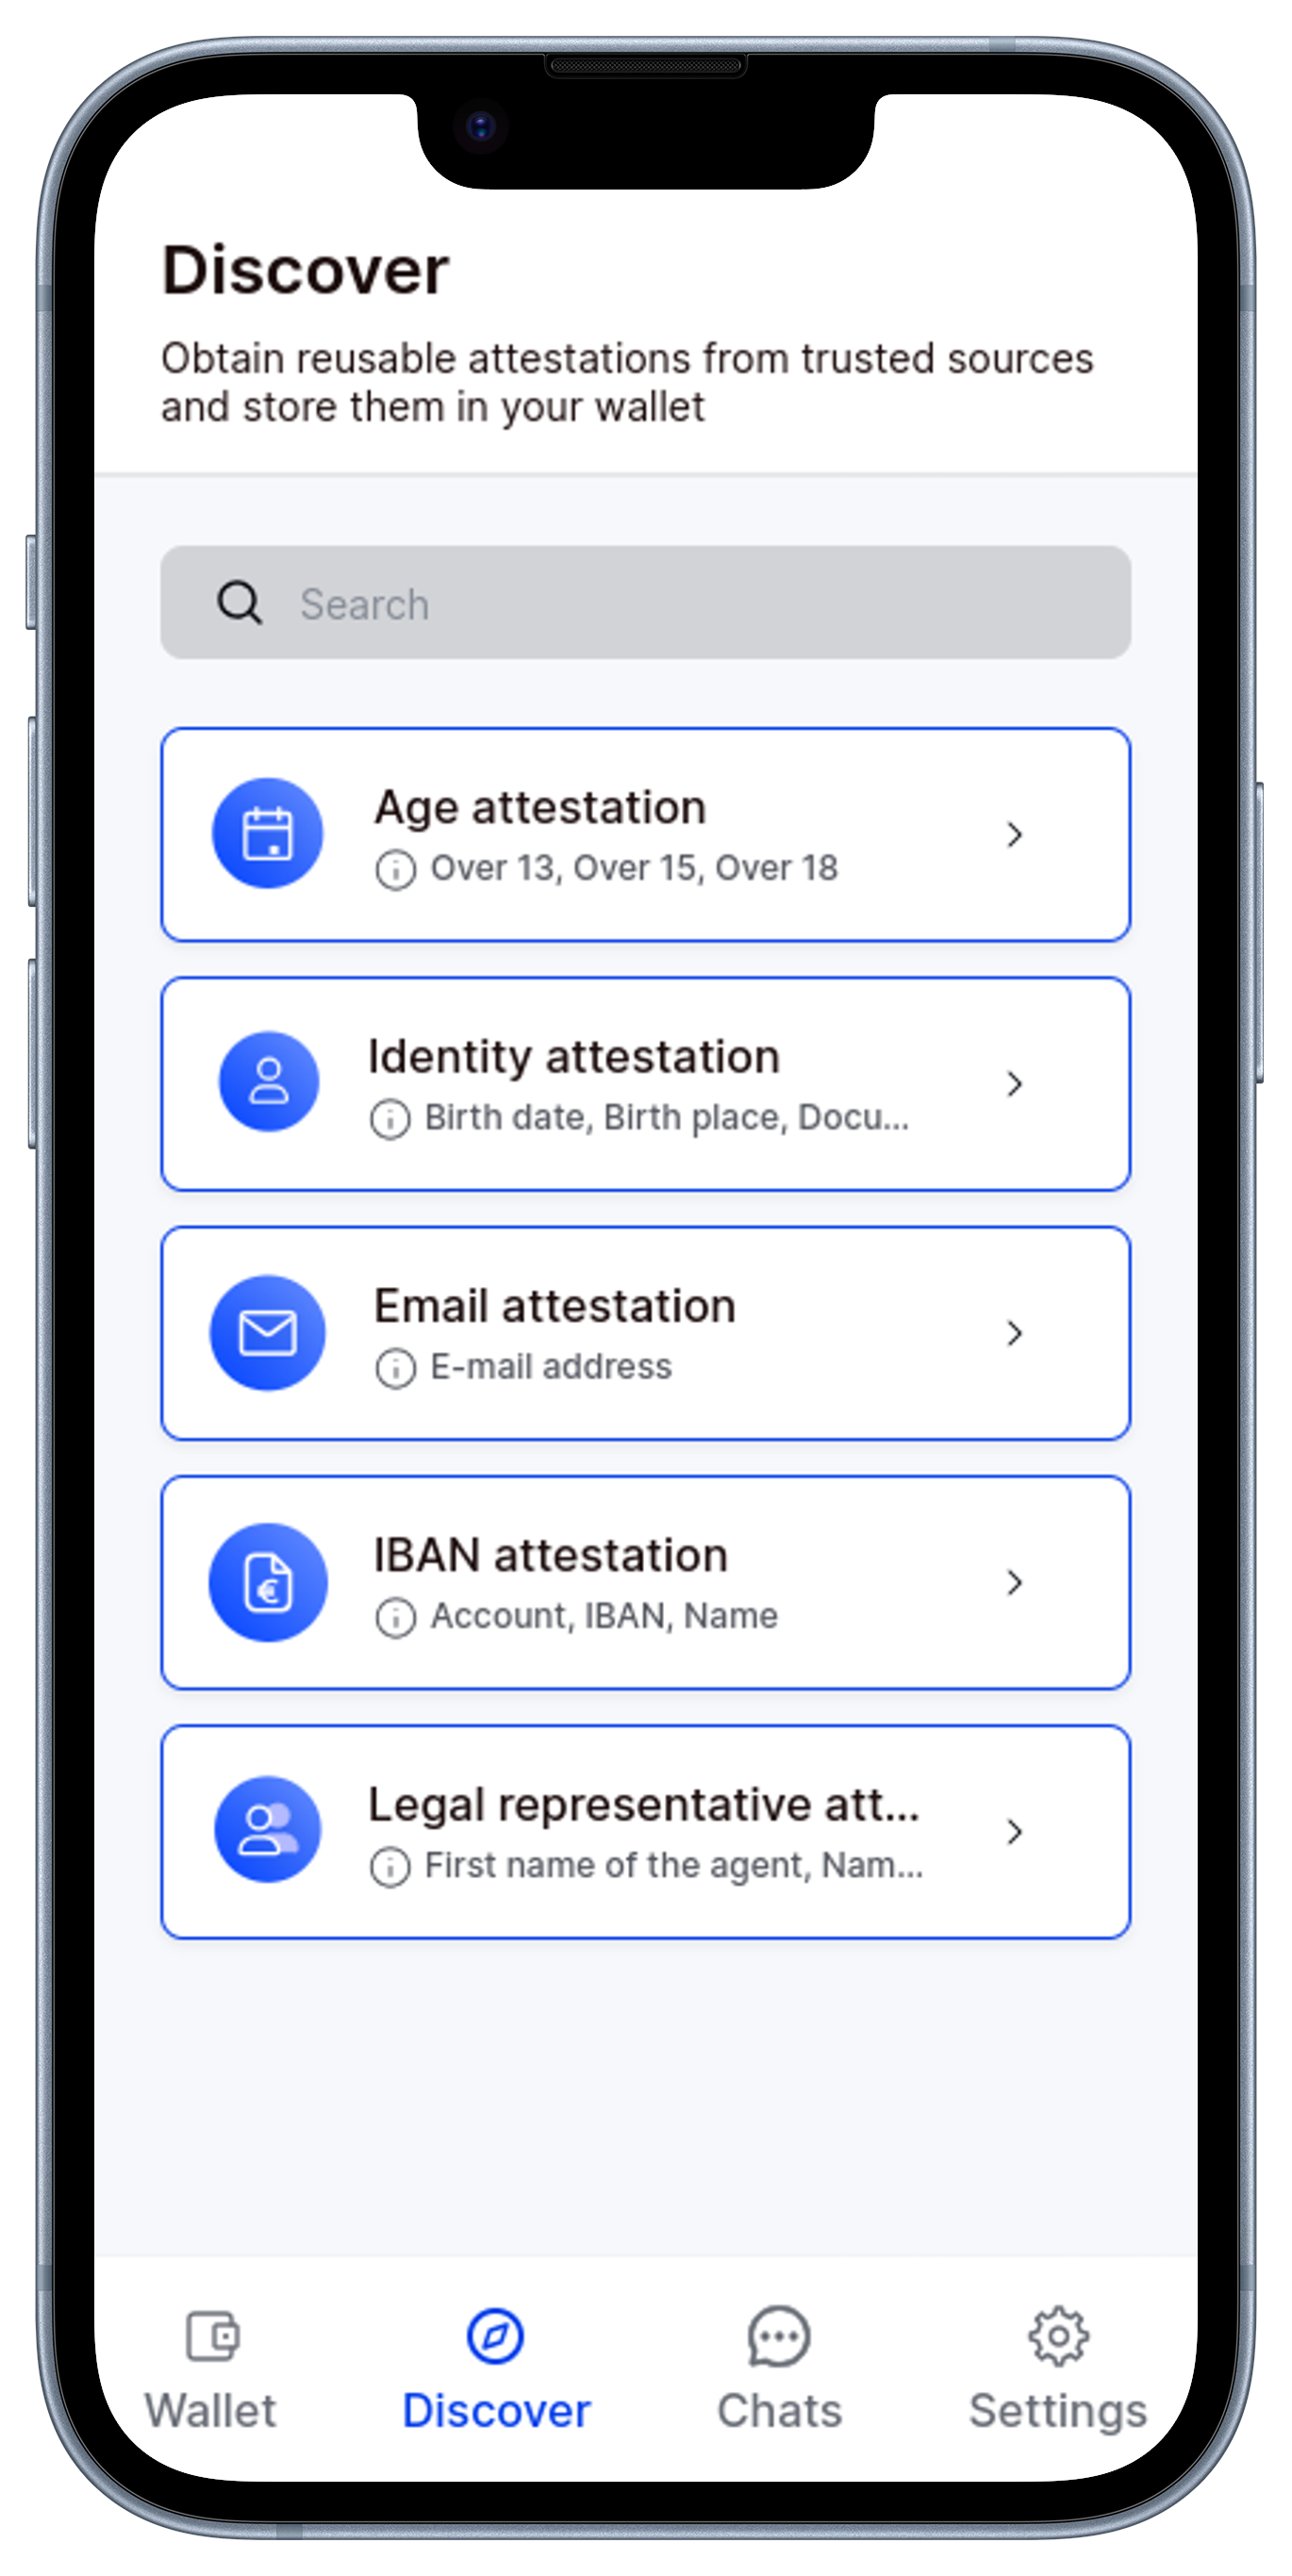 Discover
Obtain reusable attestations from trusted sources
and store them in your wallet
Search
Age attestation
Over 13, Over 15, Over 18
Identity attestation
Birth date, Birth place, Docu...
Email attestation
E-mail address
IBAN attestation
Account, IBAN, Name
Legal representative att...
First name of the agent, Nam...
Wallet
Discover
Chats
Settings